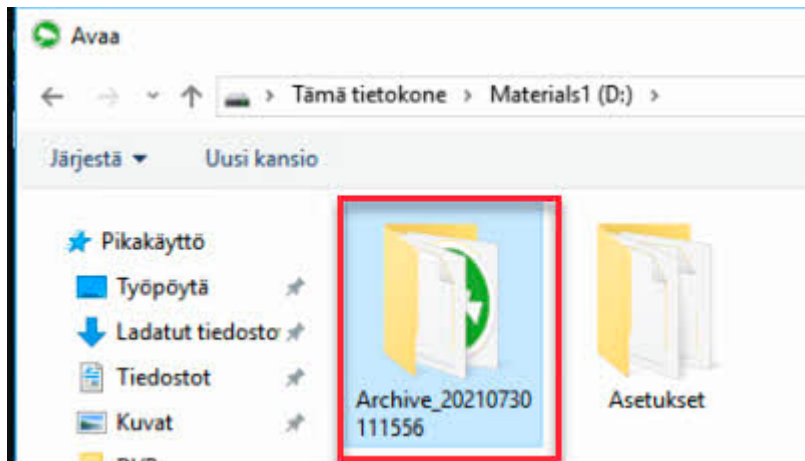 Avaa
Tämä tietokone > Materials1 (D:) >
Järjestä Uusi kansio
Pikakäyttö
Työpöytä
Ladatut tiedosto
Tiedostot
Kuvat
Archive_20210730
111556
Asetukset